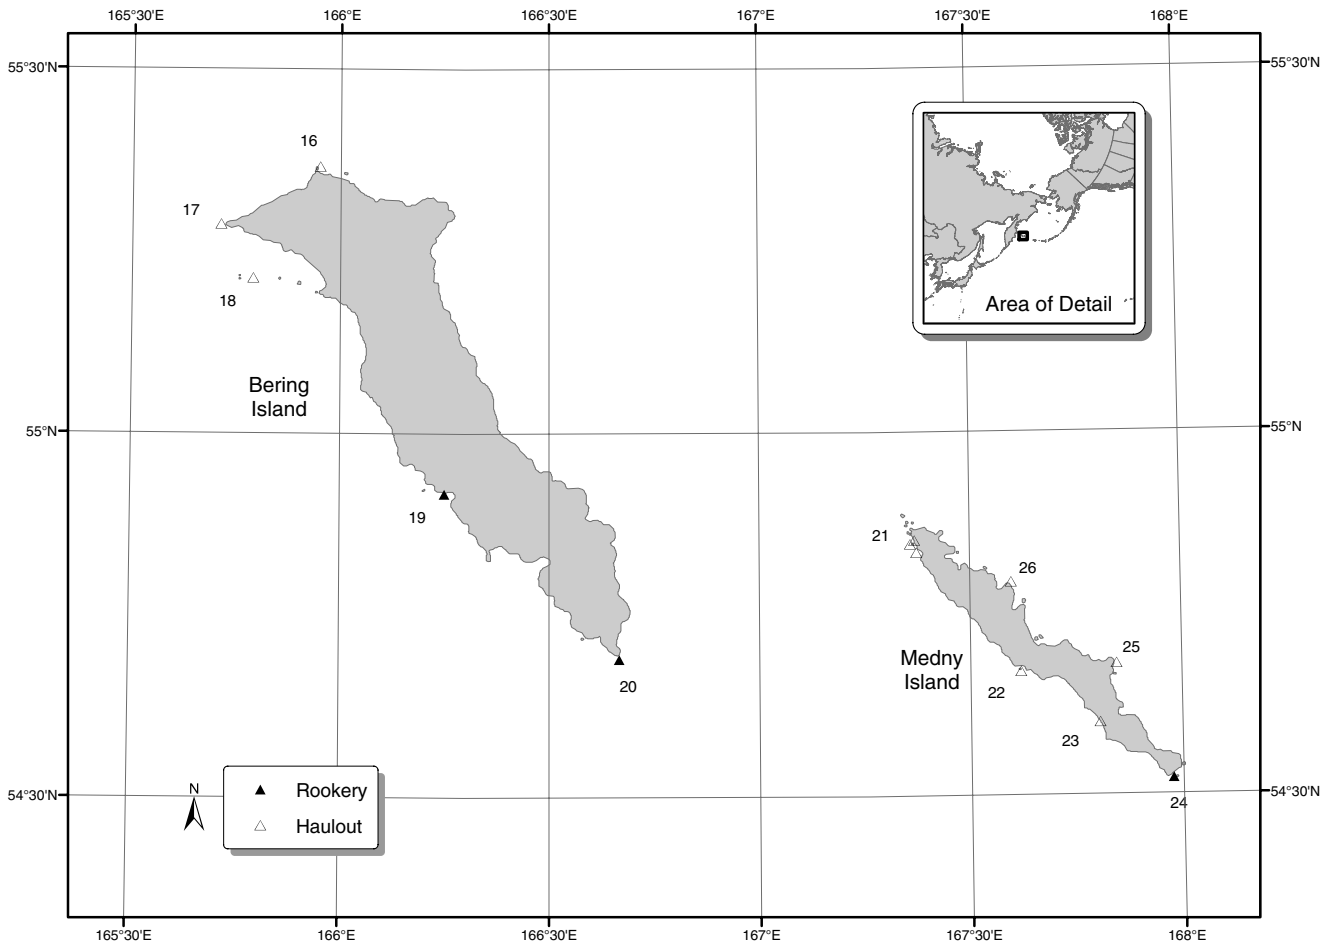 165°30'E
166°E
166°30'E
167°E
167°30'E
168°E
55°30'N
55°30'N
16
17
18
Area of Detail
Bering
Island
55°N
55°N
19
20
21
26
25
Medny
Island
22
23
24
N
Rookery
Haulout
54°30'N
54°30'N
165°30'E
166°E
166°30'E
167°E
167°30'E
168°E